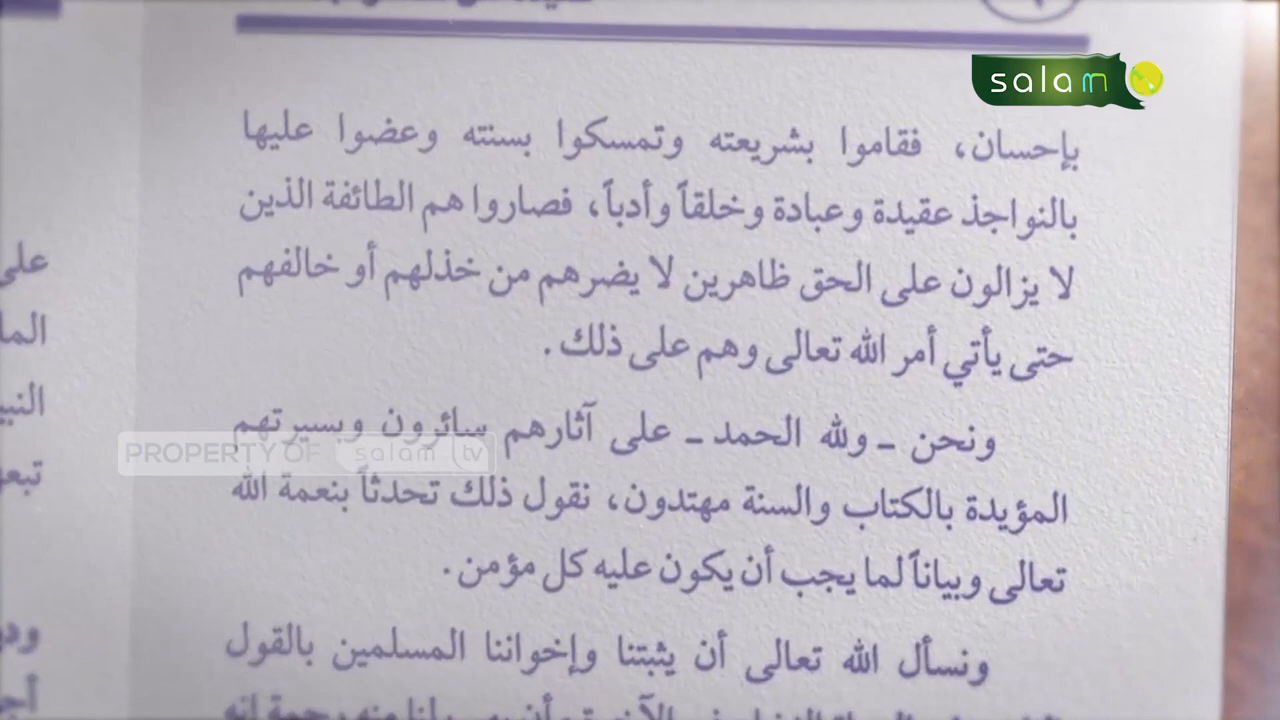 salam
بإحسان، فقاموا بشريعته وتمسكوا بسنته وعضوا عليها
بالنواجذ عقيدة وعبادة وخلقاً وأدباً، فصاروا هم الطائفة الذين
لا يزالون على الحق ظاهرين لا يضرهم من خذلهم أو خالفهم
حتى يأتي أمر الله تعالى وهم على ذلك.
ونحن ـ ولله الحمد ـ على آثارهم سائرون وبسيرتهم
PROPERTY OF salam tv
المؤيدة بالكتاب والسنة مهتدون، نقول ذلك تحدثاً بنعمة الله
تعالى وبياناً لما يجب أن يكون عليه كل مؤمن.
ونسأل الله تعالى أن يثبتنا وإخواننا المسلمين بالقول
على